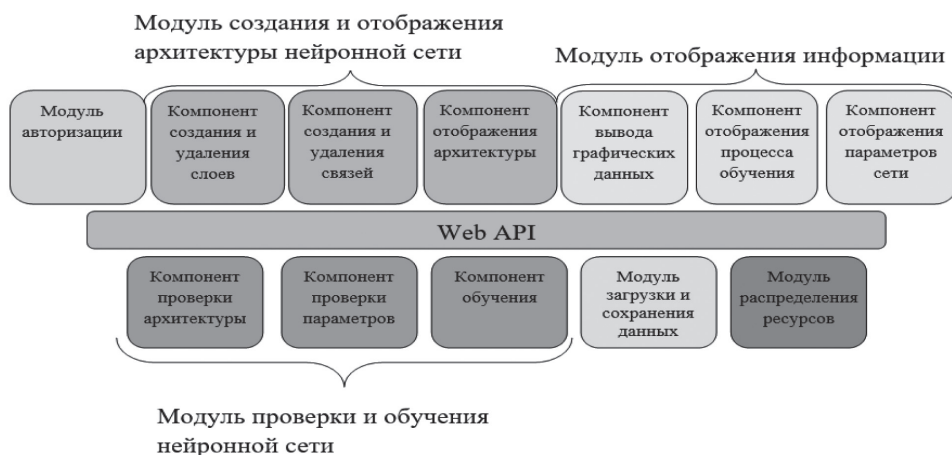 Модуль создания и отображения
архитектуры нейронной сети
Модуль отображения информации
Модуль
авторизации
Компонент
создания и
удаления
слоев
Компонент
создания и
удаления
связей
Компонент
отображения
архитектуры
Компонент
вывода
графических
данных
Компонент
отображения
процесса
обучения
Компонент
отображения
параметров
сети
Web API
Компонент
проверки
архитектуры
Компонент
проверки
параметров
Компонент
обучения
Модуль
загрузки и
сохранения
данных
Модуль
распределения
ресурсов
Модуль проверки и обучения
нейронной сети